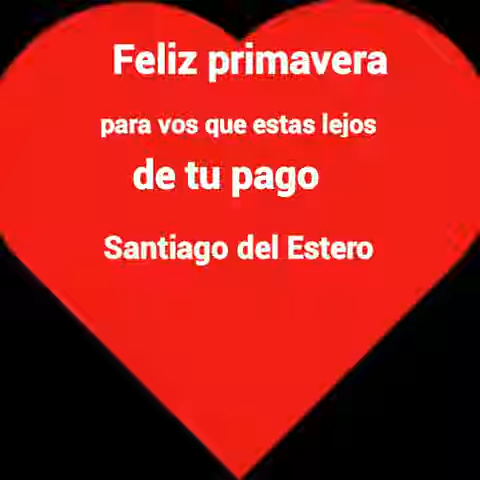 Feliz primavera
para vos que estas lejos
de tu pago
Santiago del Estero